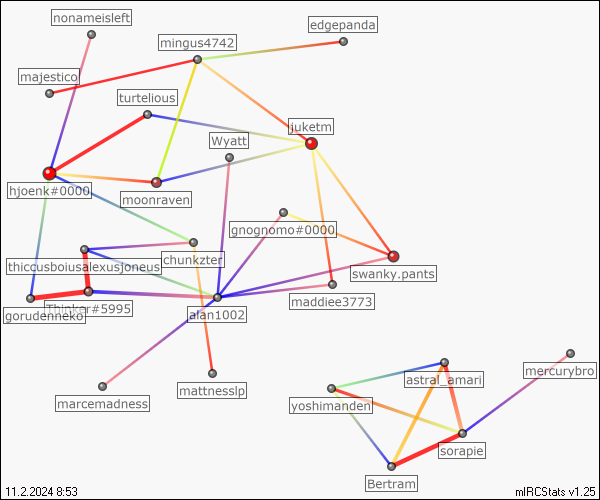 nonameisleft
mingus4742
edgepanda
majestico
turtelious
juketm
Wyatt
hjoenk#0000
moonraven
gnognomo#0000
chunkzter
thiccusboiusalexusjoneus
swanky.pants
maddiee3773
Thinker#5995
gorudenneko
alan1002
mercurybro
astral_amari
mattnesslp
marcemadness
yoshimanden
sorapie
Bertram
11.2.2024 8:53
mIRCStats v1.25